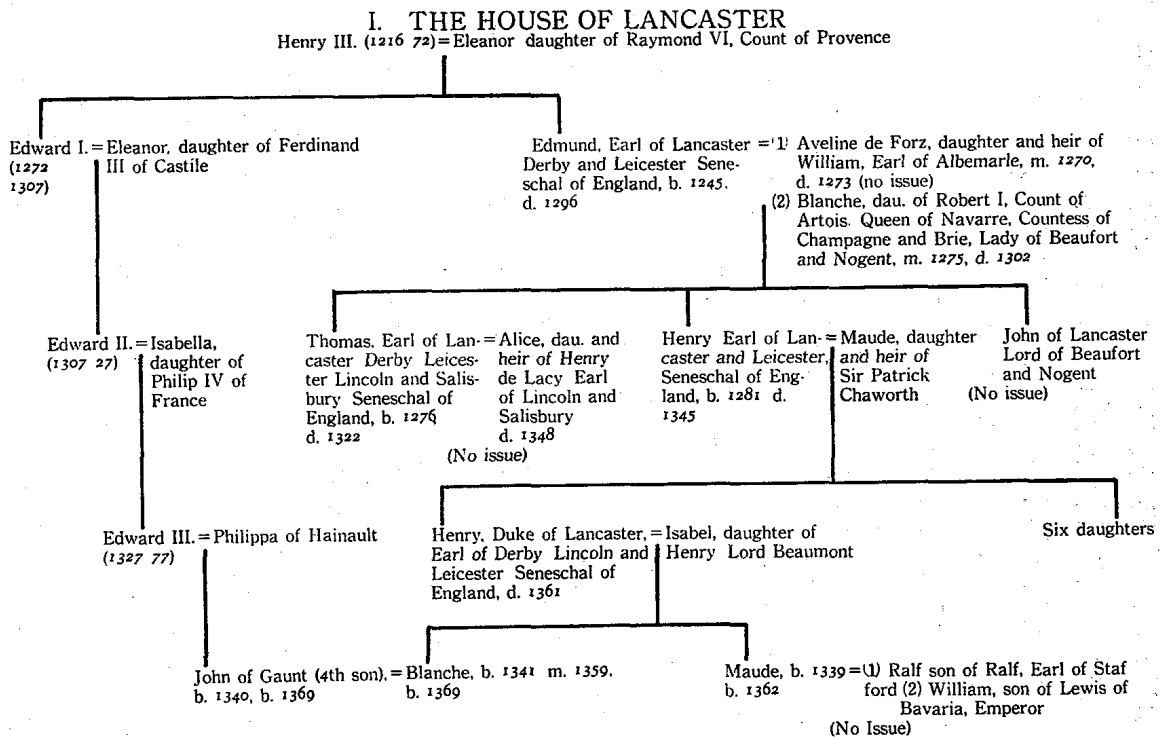 I. THE HOUSE OF LANCASTER
Henry III. (1216 72) = Eleanor daughter of Raymond VI, Count of Provence
Edward I. = Eleanor, daughter of Ferdinand
(1272 III of Castile
1307)
Edmund, Earl of Lancaster = (1) Aveline de Forz, daughter and heir of
Derby and Leicester Sene- William, Earl of Albemarle, m. 1270,
schal of England, b. 1245. d. 1273 (no issue)
d. 1296 (2) Blanche, dau. of Robert I, Count of
Artois. Queen of Navarre, Countess of
Champagne and Brie, Lady of Beaufort
and Nogent, m. 1275, d. 1302
Edward II. = Isabella,
(1307 27) daughter of
Philip IV of
France
Thomas, Earl of Lan- = Alice, dau. and
caster Derby Leices- heir of Henry
ter Lincoln and Salis- de Lacy Earl
bury Seneschal of of Lincoln and
England, b. 1276 Salisbury
d. 1322 d. 1348
(No issue)
Henry Earl of Lan- = Maude, daughter
caster and Leicester, and heir of
Seneschal of Eng- Sir Patrick
land, b. 1281 d. Chaworth
1345
John of Lancaster
Lord of Beaufort
and Nogent
(No issue)
Edward III. = Philippa of Hainault
(1327 77)
Henry, Duke of Lancaster, = Isabel, daughter of
Earl of Derby Lincoln and Henry Lord Beaumont
Leicester Seneschal of
England, d. 1361
Six daughters
John of Gaunt (4th son), = Blanche, b. 1341 m. 1359,
b. 1340, b. 1369 b. 1369
Maude, b. 1339 = (1) Ralf son of Ralf, Earl of Staf
b. 1362 ford (2) William, son of Lewis of
Bavaria, Emperor
(No Issue)